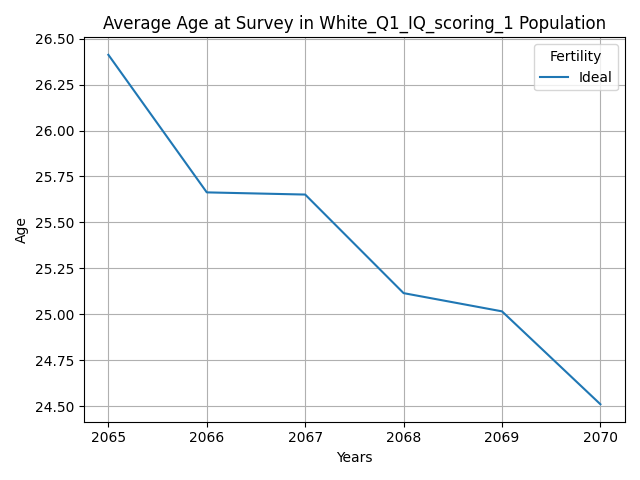 Average Age at Survey in White_Q1_IQ_scoring_1 Population
26.50
26.25
26.00
25.75
25.50
25.25
25.00
24.75
24.50
Age
Fertility
Ideal
2065 2066 2067 2068 2069 2070
Years